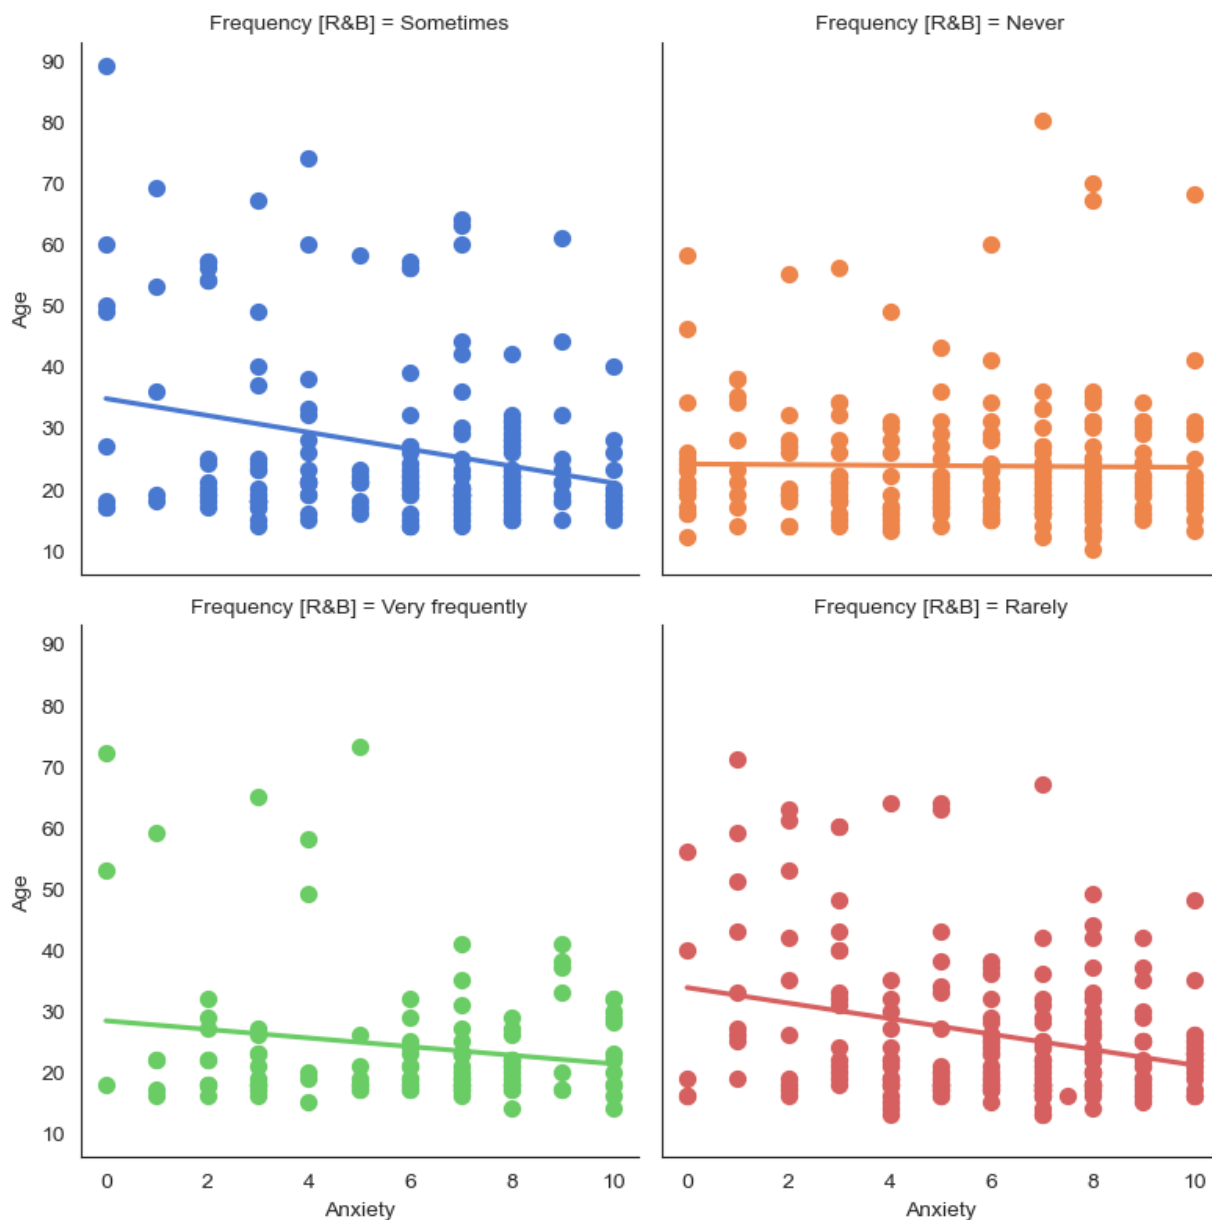 Frequency [R&B] = Sometimes
Frequency [R&B] = Never
90
80
70
60
50
40
30
20
10
Age
Frequency [R&B] = Very frequently
Frequency [R&B] = Rarely
90
80
70
60
50
40
30
20
10
Age
0 2 4 6 8 10
Anxiety
0 2 4 6 8 10
Anxiety